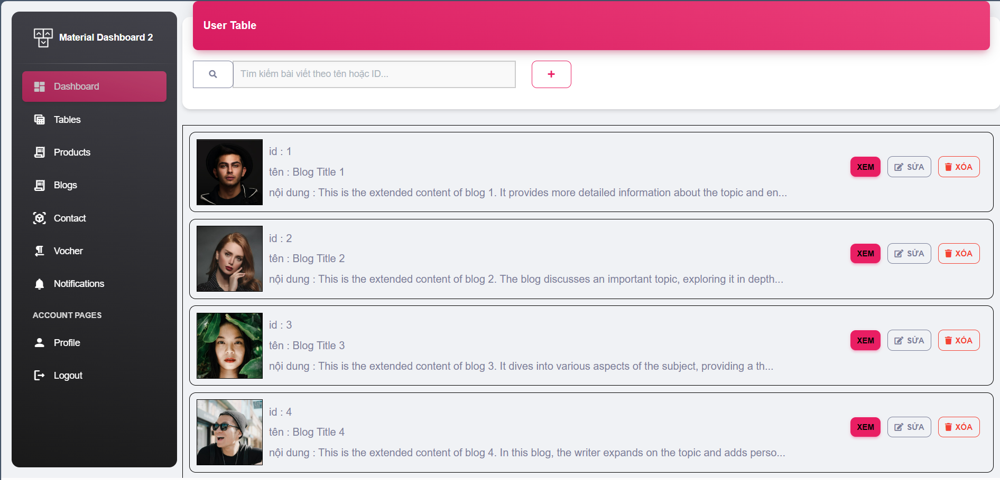 Material Dashboard 2
Dashboard
Tables
Products
Blogs
Contact
Vocher
Notifications
ACCOUNT PAGES
Profile
Logout
User Table
Tìm kiếm bài viết theo tên hoặc ID...
+
id : 1
tên : Blog Title 1
nội dung : This is the extended content of blog 1. It provides more detailed information about the topic and en...
XEM SỬA XÓA
id : 2
tên : Blog Title 2
nội dung : This is the extended content of blog 2. The blog discusses an important topic, exploring it in depth...
XEM SỬA XÓA
id : 3
tên : Blog Title 3
nội dung : This is the extended content of blog 3. It dives into various aspects of the subject, providing a th...
XEM SỬA XÓA
id : 4
tên : Blog Title 4
nội dung : This is the extended content of blog 4. In this blog, the writer expands on the topic and adds perso...
XEM SỬA XÓA